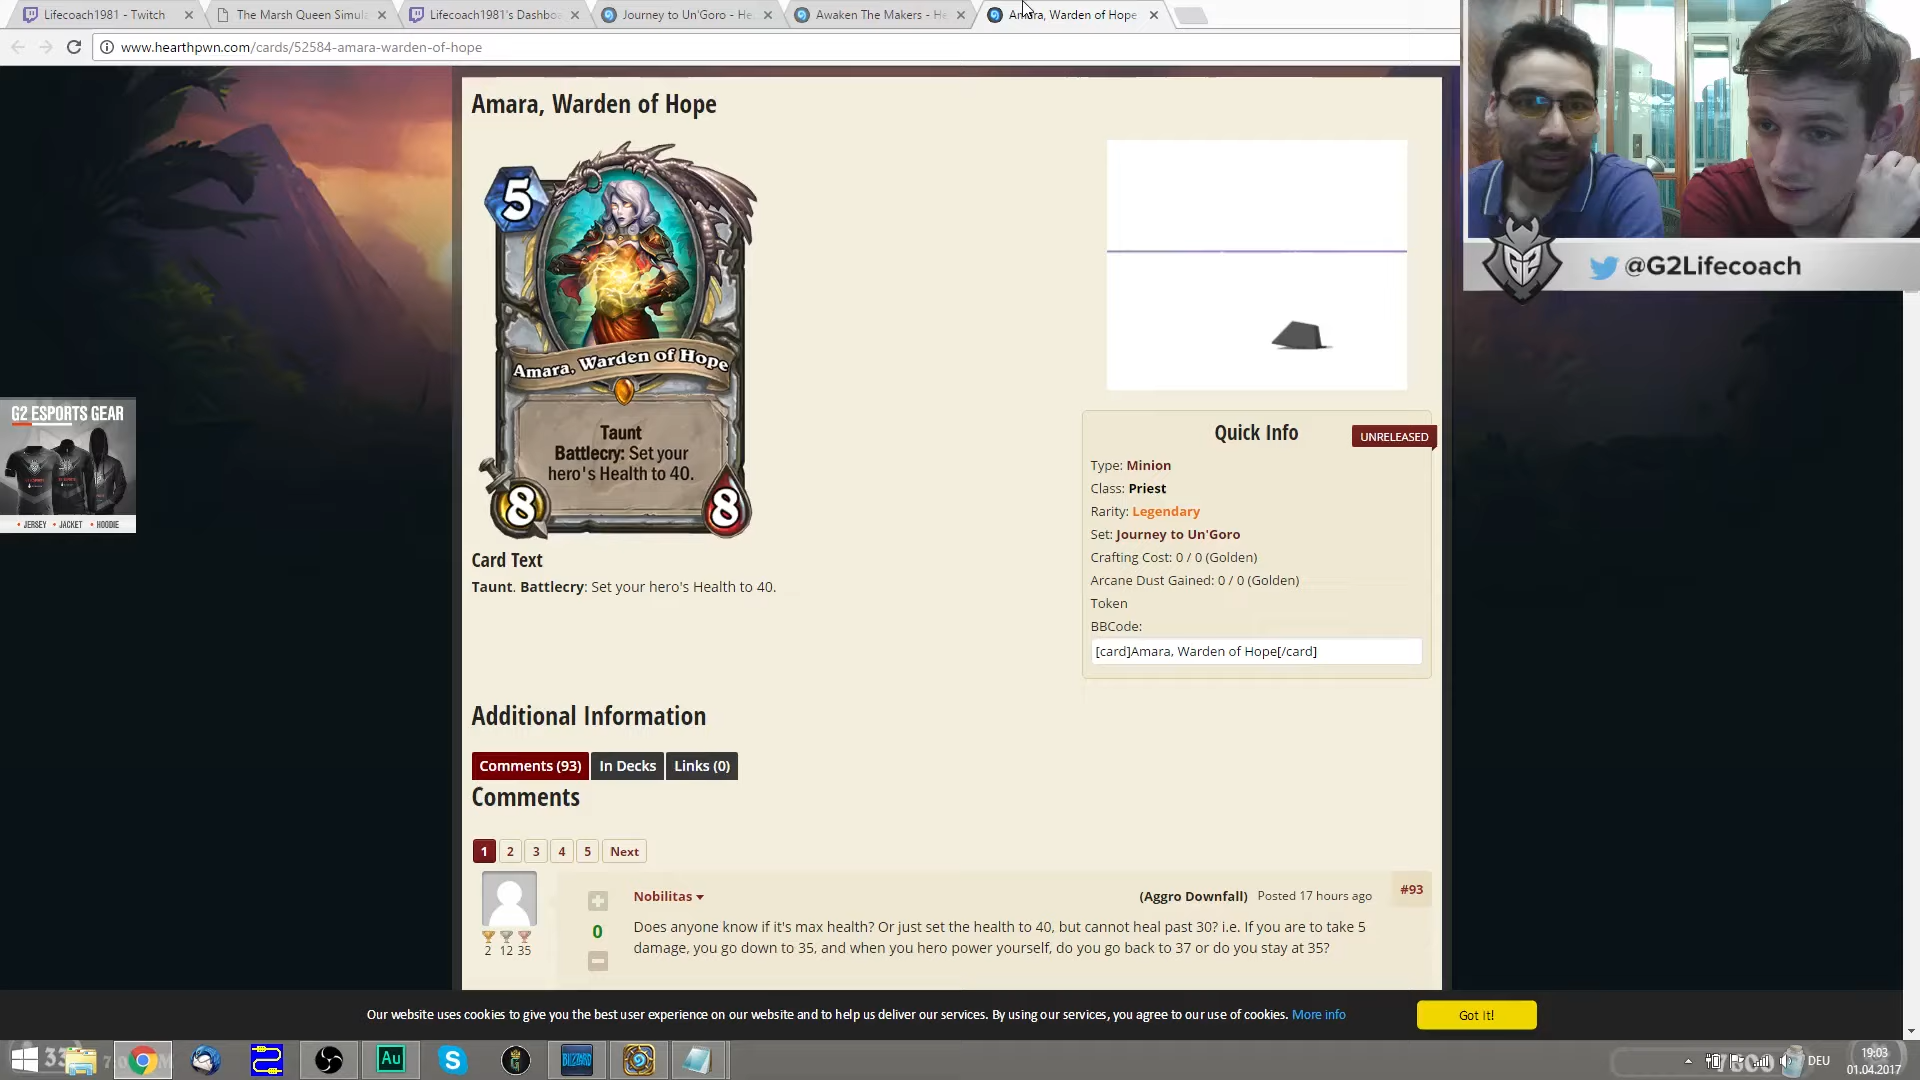 Lifecoach1981 - Twitch
The Marsh Queen Simula
Lifecoach1981's Dashbo
Journey to Un'Goro - He
Awaken The Makers - He
Amara, Warden of Hope
www.hearthpwn.com/cards/52584-amara-warden-of-hope
Amara, Warden of Hope
5
Amara, Warden of Hope
Taunt
Battlecry: Set your
hero's Health to 40.
8
8
Card Text
Taunt. Battlecry: Set your hero's Health to 40.
Quick Info
UNRELEASED
Type: Minion
Class: Priest
Rarity: Legendary
Set: Journey to Un'Goro
Crafting Cost: 0 / 0 (Golden)
Arcane Dust Gained: 0 / 0 (Golden)
Token
BBCode:
[card]Amara, Warden of Hope[/card]
G2
@G2Lifecoach
G2 ESPORTS GEAR
• JERSEY • JACKET • HOODIE
Additional Information
Comments (93)
In Decks
Links (0)
Comments
1 2 3 4 5 Next
Nobilitas
(Aggro Downfall) Posted 17 hours ago
#93
0
2 12 35
Does anyone know if it's max health? Or just set the health to 40, but cannot heal past 30? i.e. If you are to take 5
damage, you go down to 35, and when you hero power yourself, do you go back to 37 or do you stay at 35?
Our website uses cookies to give you the best user experience on our website and to help us deliver our services. By using our services, you agree to our use of cookies. More info
Got it!
Au
BLIZZARD
DEU
19:03
01.04.2017